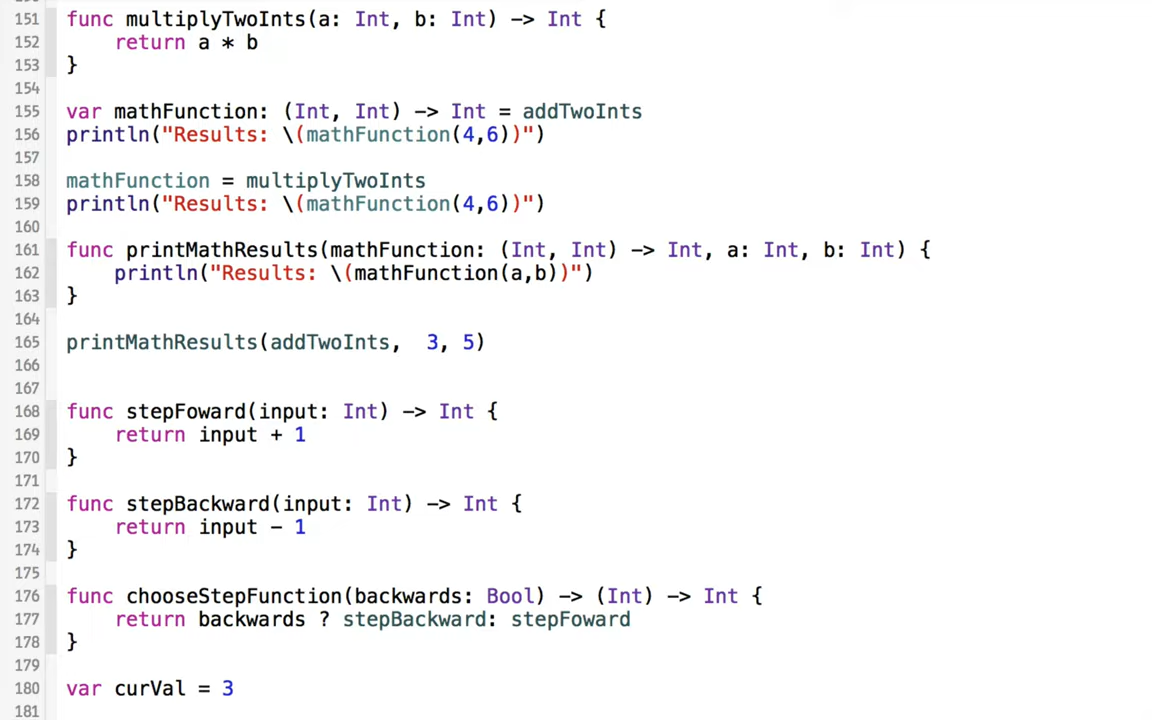 151 func multiplyTwoInts(a: Int, b: Int) -> Int {
152     return a * b
153 }
154
155 var mathFunction: (Int, Int) -> Int = addTwoInts
156 println("Results: \(mathFunction(4,6))")
157
158 mathFunction = multiplyTwoInts
159 println("Results: \(mathFunction(4,6))")
160
161 func printMathResults(mathFunction: (Int, Int) -> Int, a: Int, b: Int) {
162     println("Results: \(mathFunction(a,b))")
163 }
164
165 printMathResults(addTwoInts,  3, 5)
166
167
168 func stepFoward(input: Int) -> Int {
169     return input + 1
170 }
171
172 func stepBackward(input: Int) -> Int {
173     return input - 1
174 }
175
176 func chooseStepFunction(backwards: Bool) -> (Int) -> Int {
177     return backwards ? stepBackward: stepFoward
178 }
179
180 var curVal = 3
181